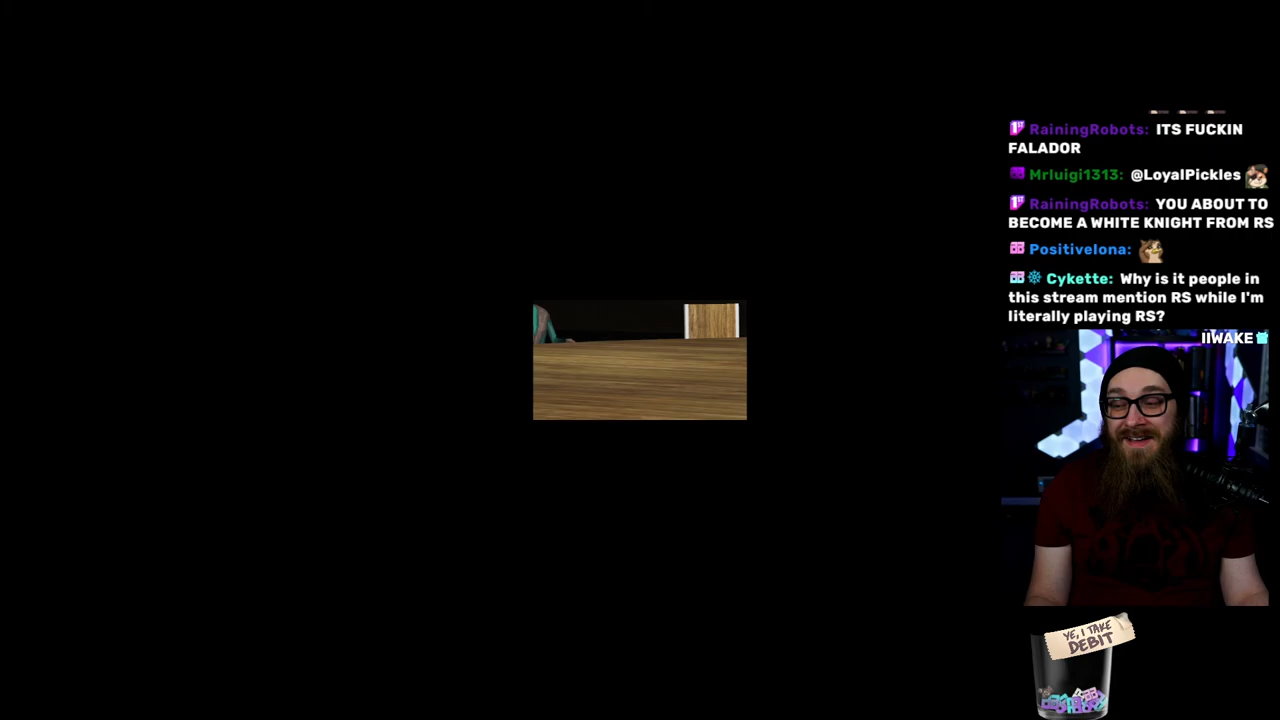 RainingRobots: ITS FUCKIN
FALADOR
Mrluigi1313: @LoyalPickles
RainingRobots: YOU ABOUT TO
BECOME A WHITE KNIGHT FROM RS
PositiveIona:
Cykette: Why is it people in
this stream mention RS while I'm
literally playing RS?
IIWAKE
YE, I TAKE
DEBIT